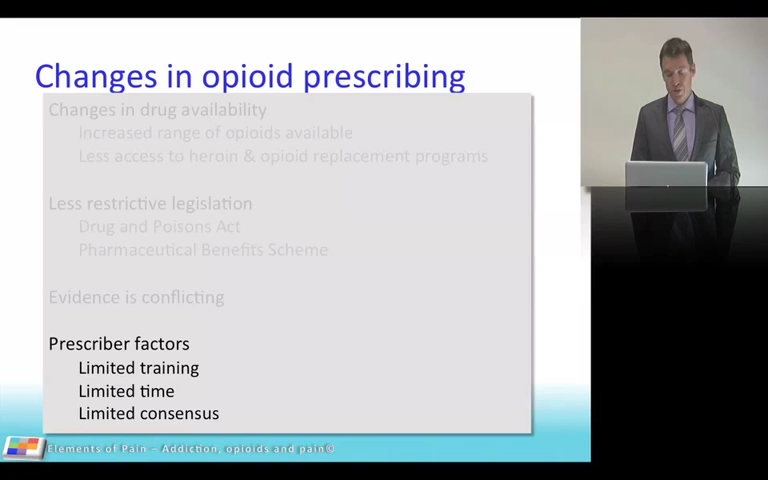 Changes in opioid prescribing
Changes in drug availability
Increased range of opioids available
Less access to heroin & opioid replacement programs
Less restrictive legislation
Drug and Poisons Act
Pharmaceutical Benefits Scheme
Evidence is conflicting
Prescriber factors
Limited training
Limited time
Limited consensus
Elements of Pain – Addiction, opioids and pain©